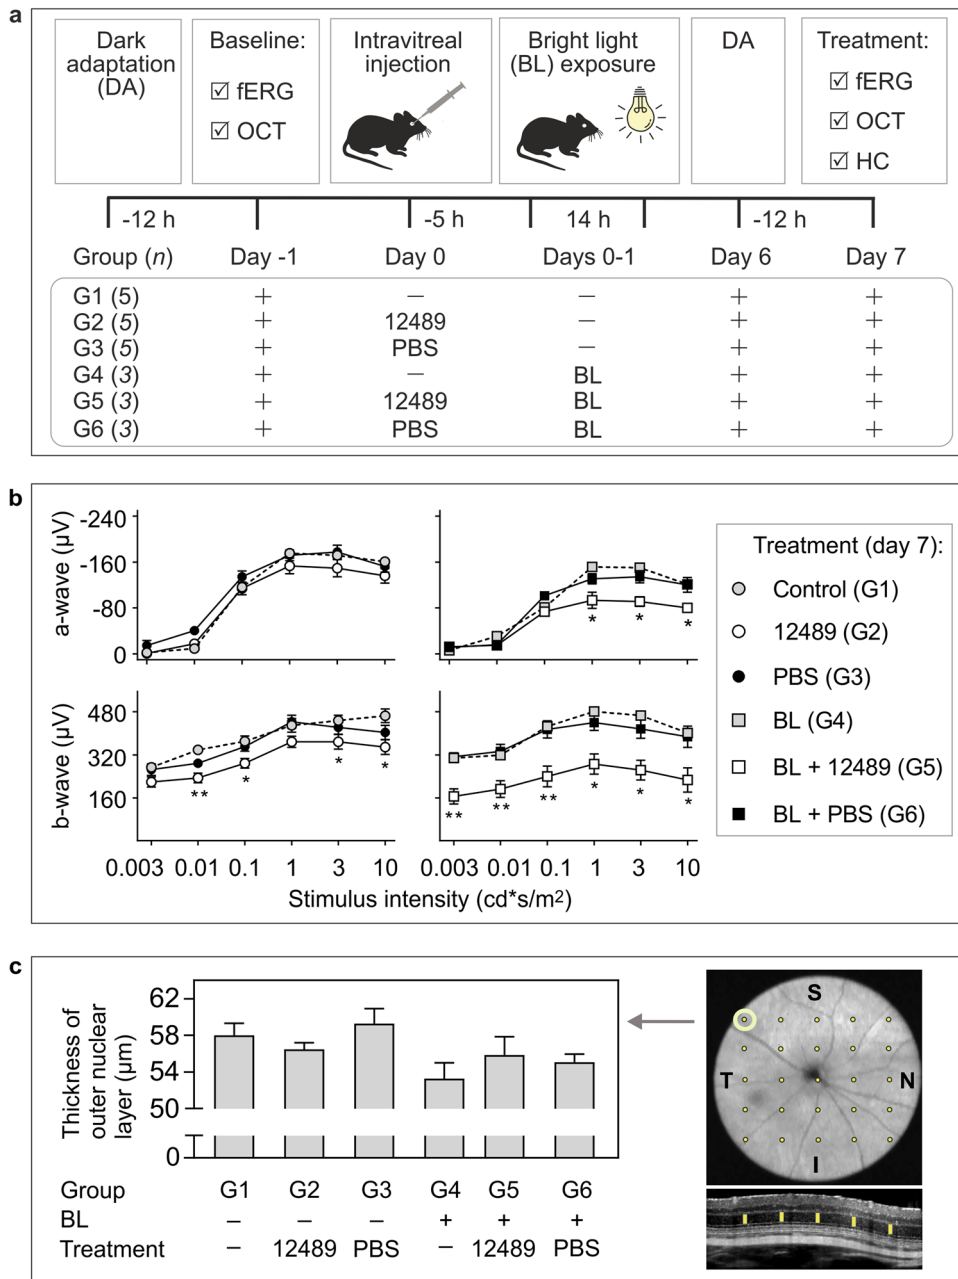 a
Dark adaptation (DA)
Baseline:
☑ fERG
☑ OCT
Intravitreal injection
Bright light (BL) exposure
DA
Treatment:
☑ fERG
☑ OCT
☑ HC
-12 h -5 h 14 h -12 h
Group (n) Day -1 Day 0 Days 0-1 Day 6 Day 7
G1 (5) + — — + +
G2 (5) + 12489 — + +
G3 (5) + PBS — + +
G4 (3) + — BL + +
G5 (3) + 12489 BL + +
G6 (3) + PBS BL + +
b
a-wave (µV)
-240
-160
-80
0
* * *
b-wave (µV)
480
320
160
** * * *
** ** ** * * *
0.003 0.01 0.1 1 3 10 0.003 0.01 0.1 1 3 10
Stimulus intensity (cd*s/m2)
Treatment (day 7):
Control (G1)
12489 (G2)
PBS (G3)
BL (G4)
BL + 12489 (G5)
BL + PBS (G6)
c
Thickness of
outer nuclear
layer (µm)
62
58
54
50
0
Group G1 G2 G3 G4 G5 G6
BL – – – + + +
Treatment – 12489 PBS – 12489 PBS
S
T N
I